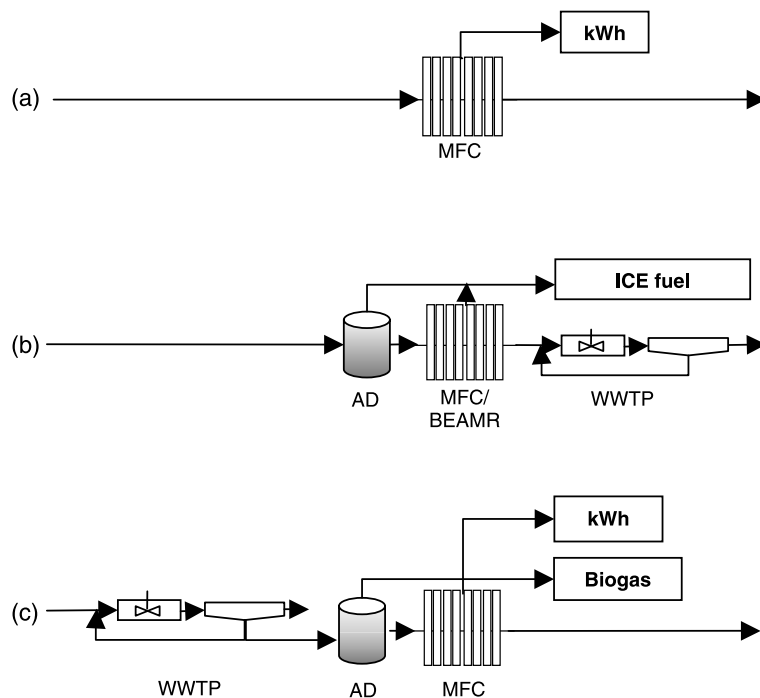 kWh
(a)
MFC
ICE fuel
(b)
AD
MFC/
BEAMR
WWTP
kWh
Biogas
(c)
WWTP
AD
MFC